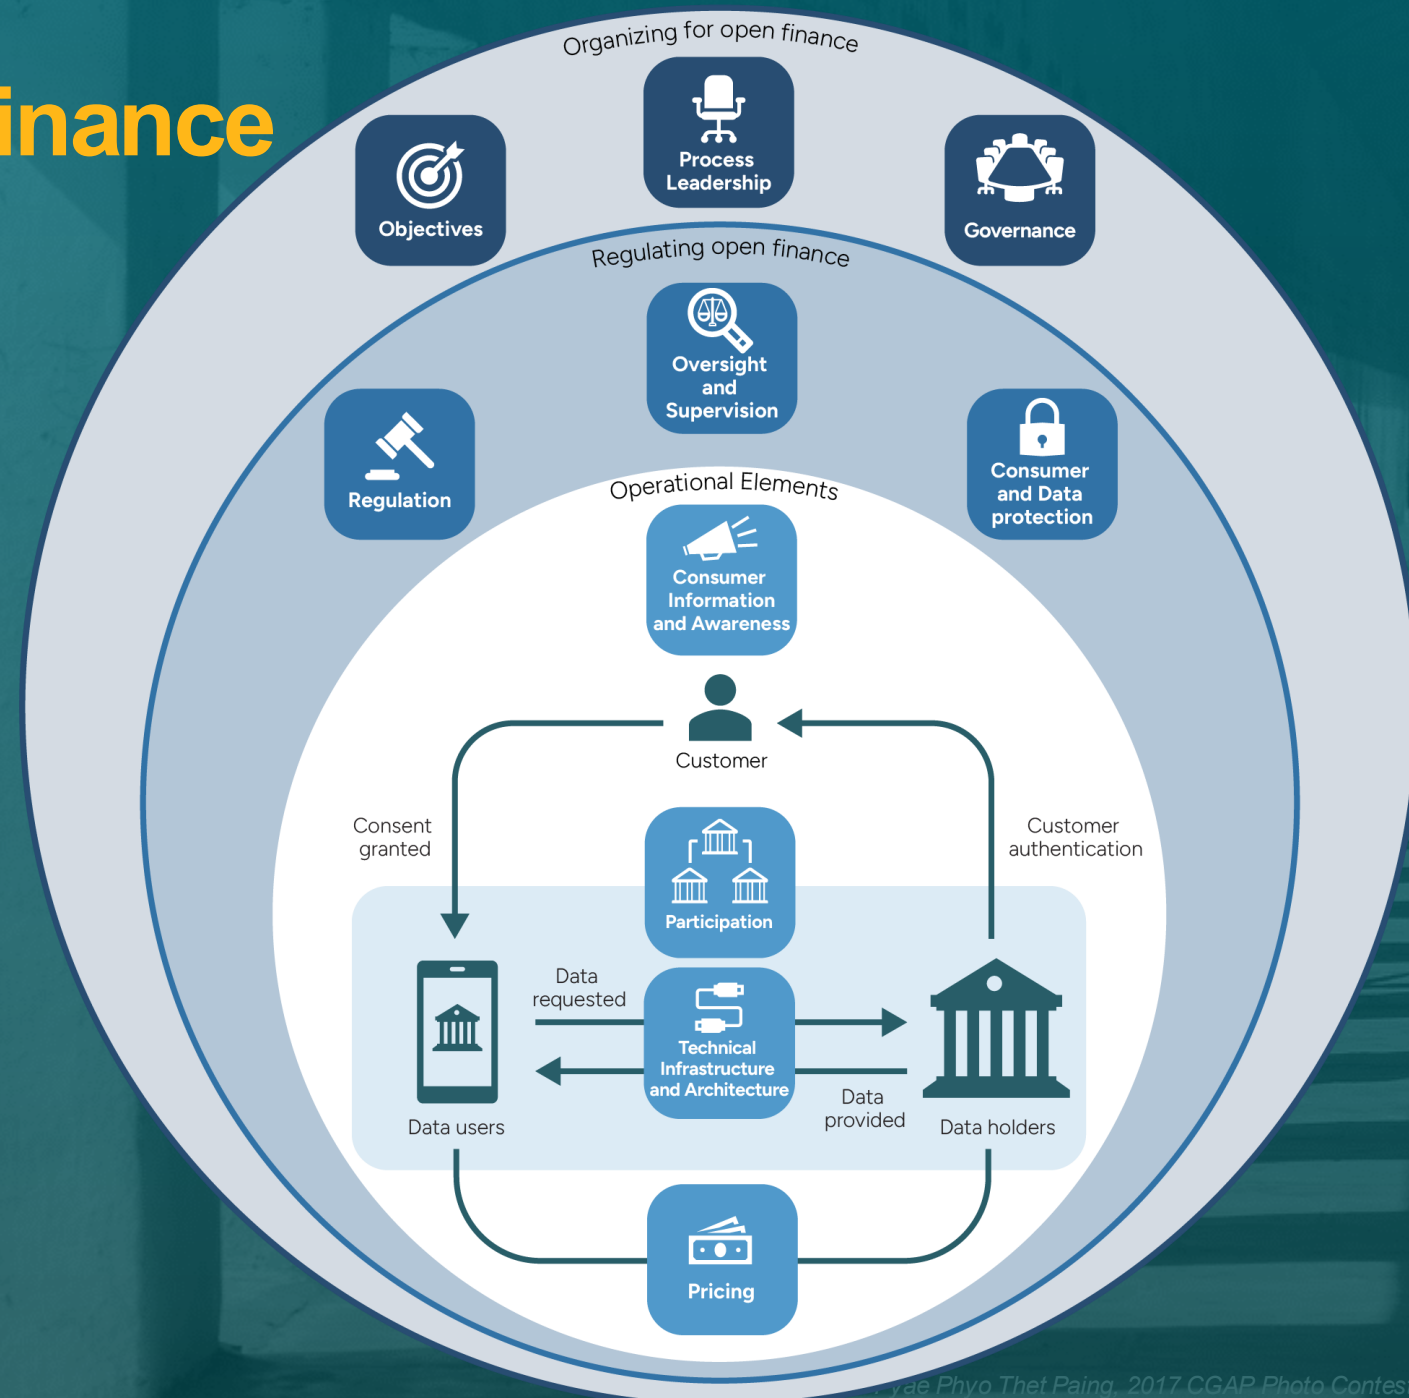 inance
Organizing for open finance
Process
Leadership
Objectives
Governance
Regulating open finance
Oversight
and
Supervision
Regulation
Consumer
and Data
protection
Operational Elements
Consumer
Information
and Awareness
Customer
Consent
granted
Customer
authentication
Participation
Data
requested
Technical
Infrastructure
and Architecture
Data
provided
Data users
Data holders
Pricing
Phyo Thet Paing, 2017 CGAP Photo Contes